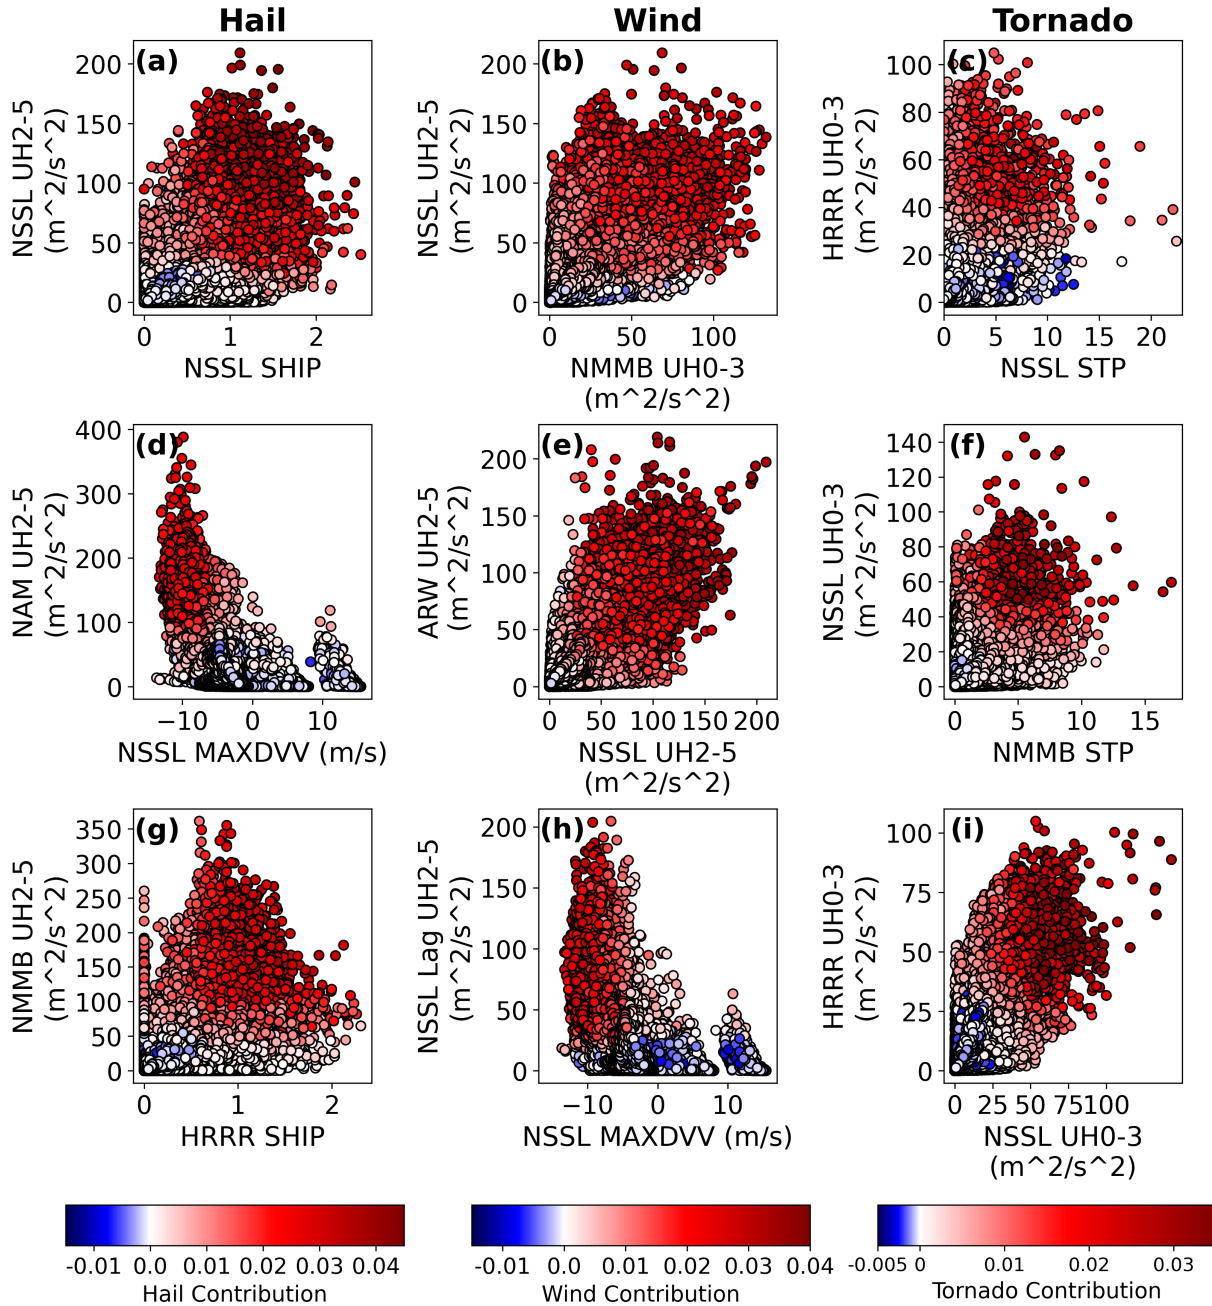 Hail
Wind
Tornado
(a)
200
150
100
50
0
NSSL UH2-5
(m^2/s^2)
0 1 2
NSSL SHIP
(b)
200
150
100
50
0
NSSL UH2-5
(m^2/s^2)
0 50 100
NMMB UH0-3
(m^2/s^2)
(c)
100
80
60
40
20
0
HRRR UH0-3
(m^2/s^2)
0 5 10 15 20
NSSL STP
(d)
400
300
200
100
0
NAM UH2-5
(m^2/s^2)
−10 0 10
NSSL MAXDVV (m/s)
(e)
200
150
100
50
0
ARW UH2-5
(m^2/s^2)
0 50 100 150 200
NSSL UH2-5
(m^2/s^2)
(f)
140
120
100
80
60
40
20
0
NSSL UH0-3
(m^2/s^2)
0 5 10 15
NMMB STP
(g)
350
300
250
200
150
100
50
0
NMMB UH2-5
(m^2/s^2)
0 1 2
HRRR SHIP
(h)
200
150
100
50
0
NSSL Lag UH2-5
(m^2/s^2)
−10 0 10
NSSL MAXDVV (m/s)
(i)
100
75
50
25
0
HRRR UH0-3
(m^2/s^2)
0 25 50 75 100
NSSL UH0-3
(m^2/s^2)
-0.01 0.0 0.01 0.02 0.03 0.04
Hail Contribution
-0.01 0.0 0.01 0.02 0.03 0.04
Wind Contribution
-0.005 0 0.01 0.02 0.03
Tornado Contribution